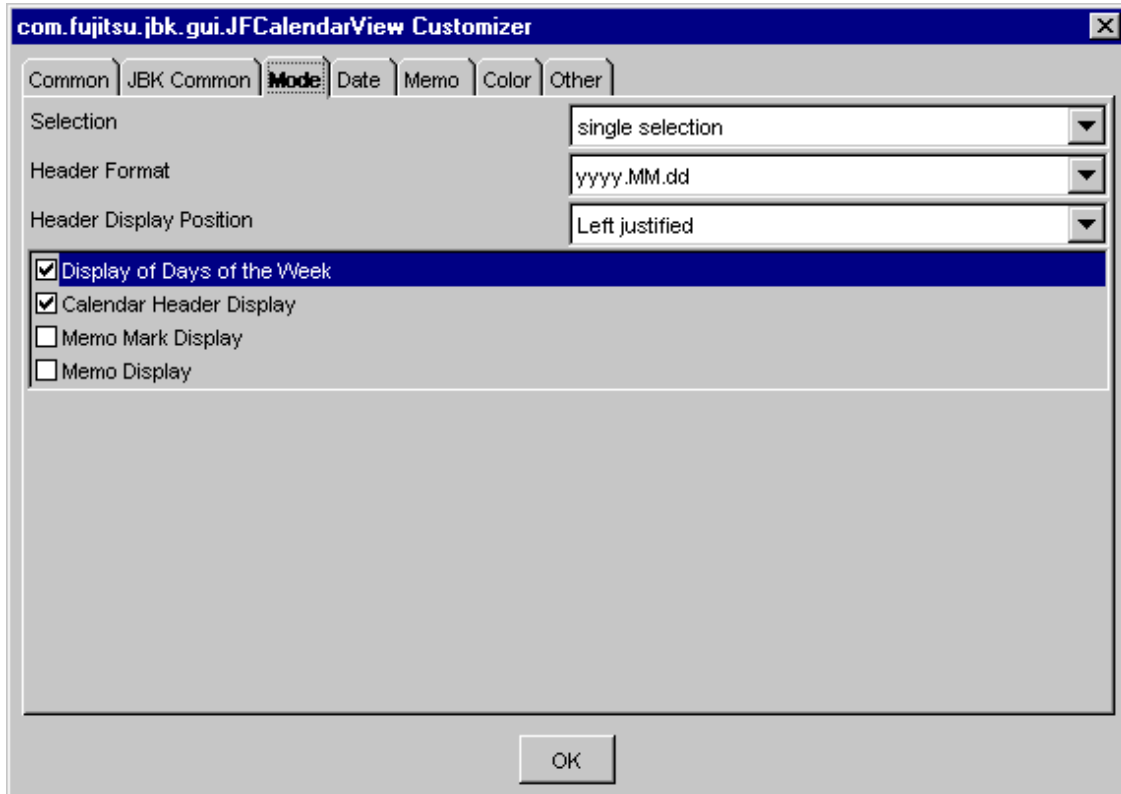 com.fujitsu.jbk.gui.JFCalendarView Customizer
Common JBK Common Mode Date Memo Color Other
Selection single selection
Header Format yyyy.MM.dd
Header Display Position Left justified
Display of Days of the Week
Calendar Header Display
Memo Mark Display
Memo Display
OK